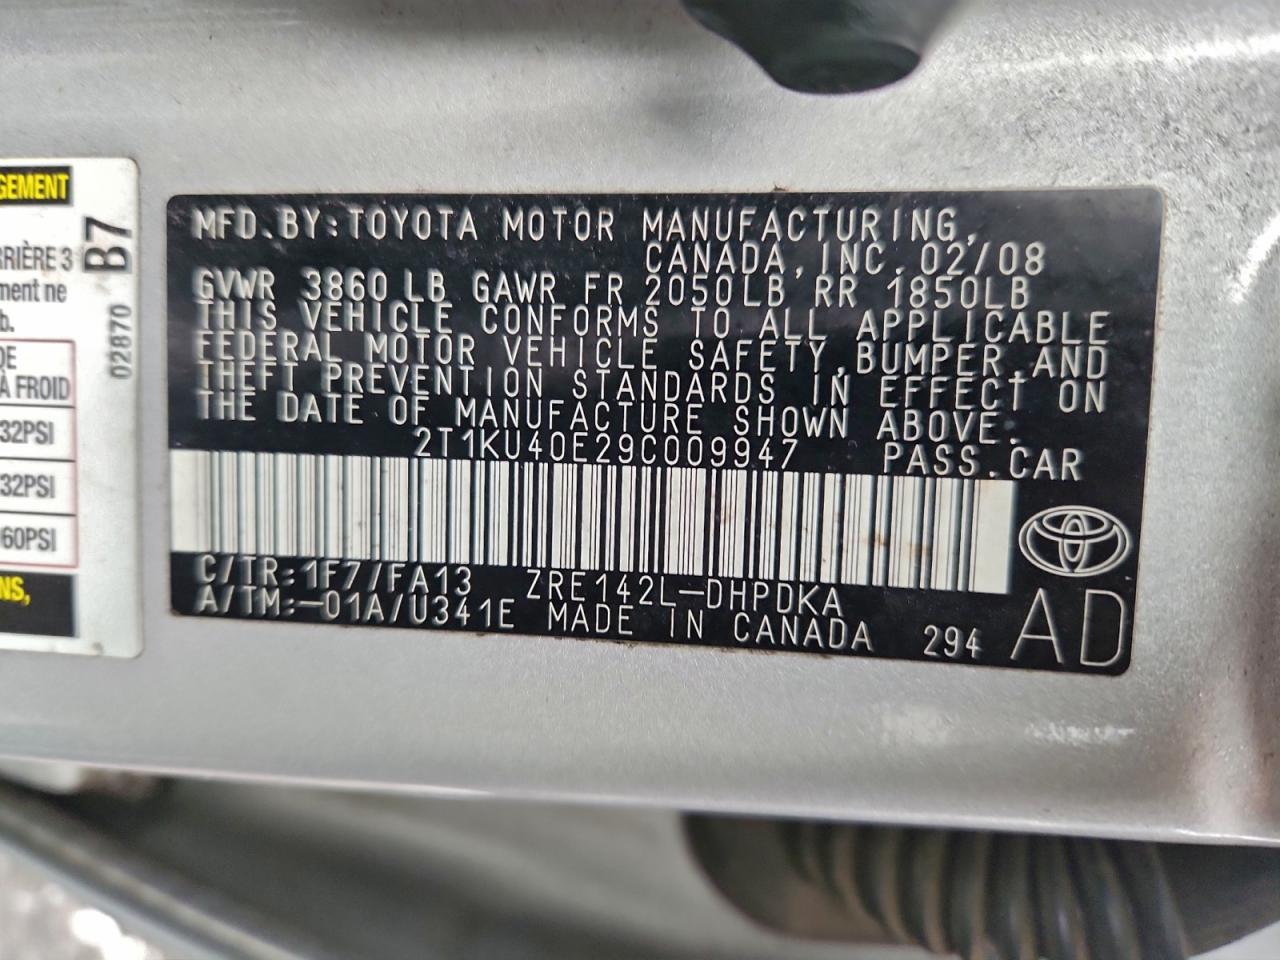 GEMENT
RRIÈRE 3
ment ne
b.
DE
À FROID
32PSI
32PSI
60PSI
NS,
B7
02870
MFD.BY:TOYOTA MOTOR MANUFACTURING,
CANADA,INC. 02/08
GVWR 3860 LB GAWR FR 2050LB RR 1850LB
THIS VEHICLE CONFORMS TO ALL APPLICABLE
FEDERAL MOTOR VEHICLE SAFETY,BUMPER,AND
THEFT PREVENTION STANDARDS IN EFFECT ON
THE DATE OF MANUFACTURE SHOWN ABOVE.
2T1KU40E29C009947 PASS.CAR
C/TR:1F7/FA13 ZRE142L-DHPDKA
A/TM:-01A/U341E MADE IN CANADA 294 AD